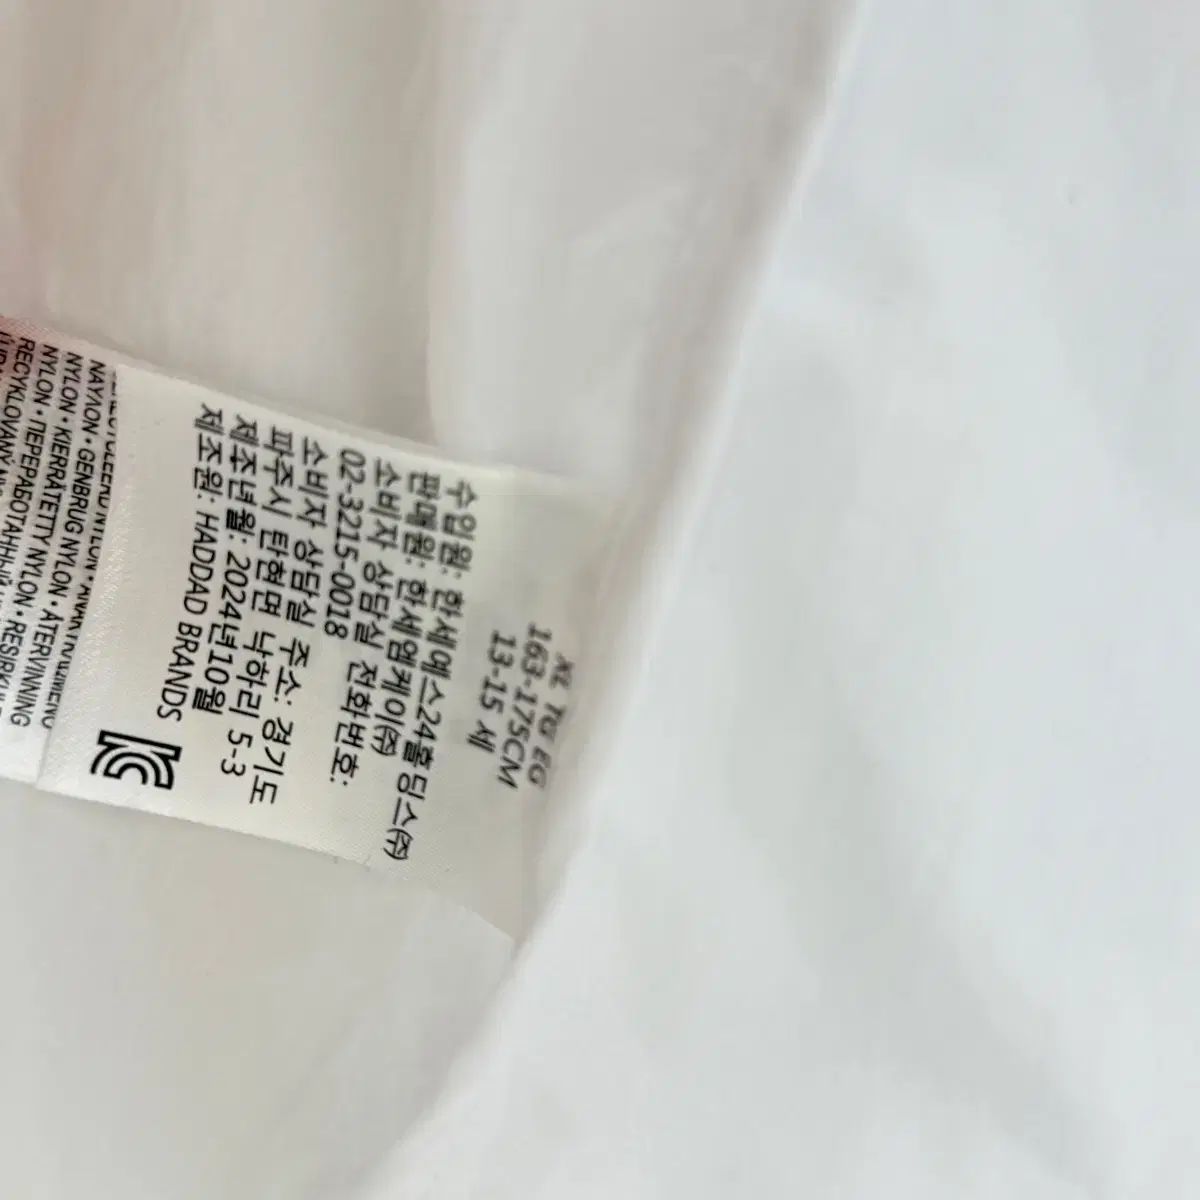 XL TG EG
163-175CM
13-15 세
수입원: 한세예스24홀딩스㈜
판매원: 한세엠케이㈜
소비자 상담실 전화번호:
02-3215-0018
소비자 상담실 주소: 경기도
파주시 탄현면 낙하리 5-3
제조년월: 2024년10월
제조원: HADDAD BRANDS
KC
NYLON
ΝΑΥΛΟΝ • GENBRUG NYLON •
NYLON • KIERRÄTETTY NYLON • ÅTERVINNING
NYLON • ПЕРЕРАБОТАННЫЙ
RECYKLOVANÝ NYLON • RESIRKULERT